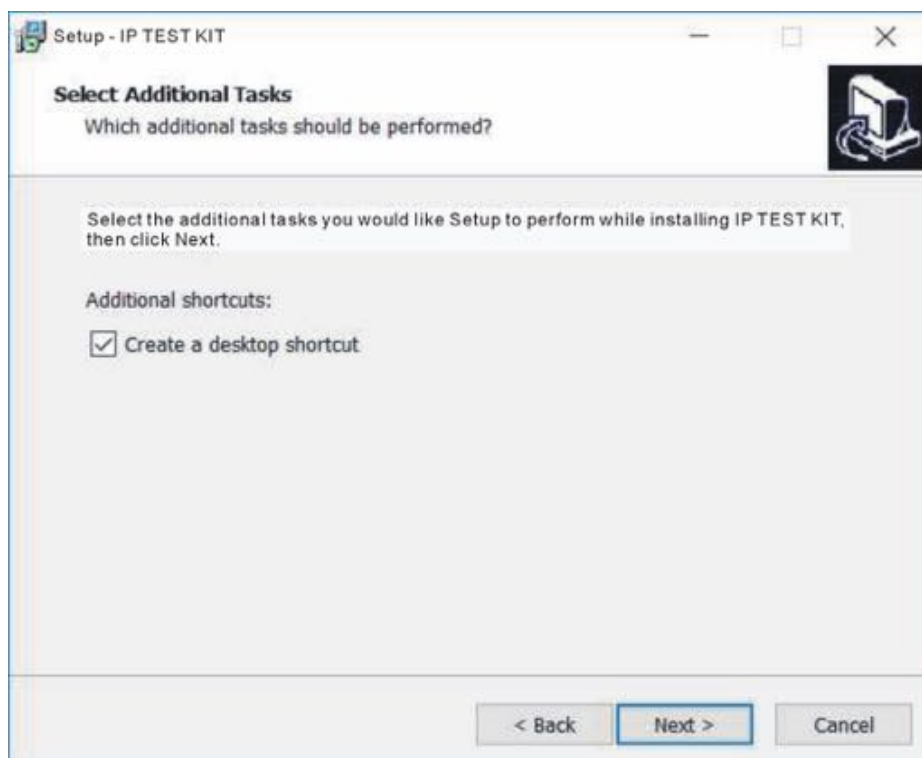 Setup - IP TEST KIT
Select Additional Tasks
Which additional tasks should be performed?
Select the additional tasks you would like Setup to perform while installing IP TEST KIT,
then click Next.
Additional shortcuts:
Create a desktop shortcut
< Back Next > Cancel